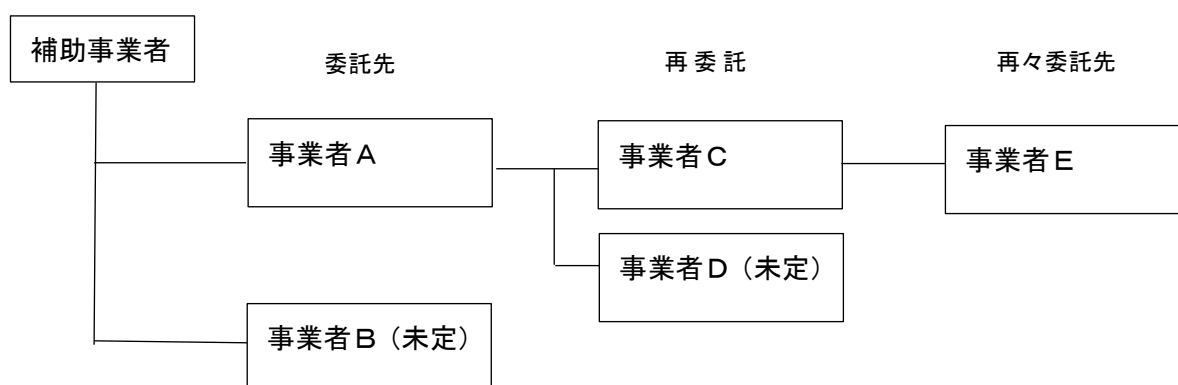 補助事業者
委託先
再 委 託
再々委託先
事業者A
事業者C
事業者E
事業者D（未定）
事業者B（未定）